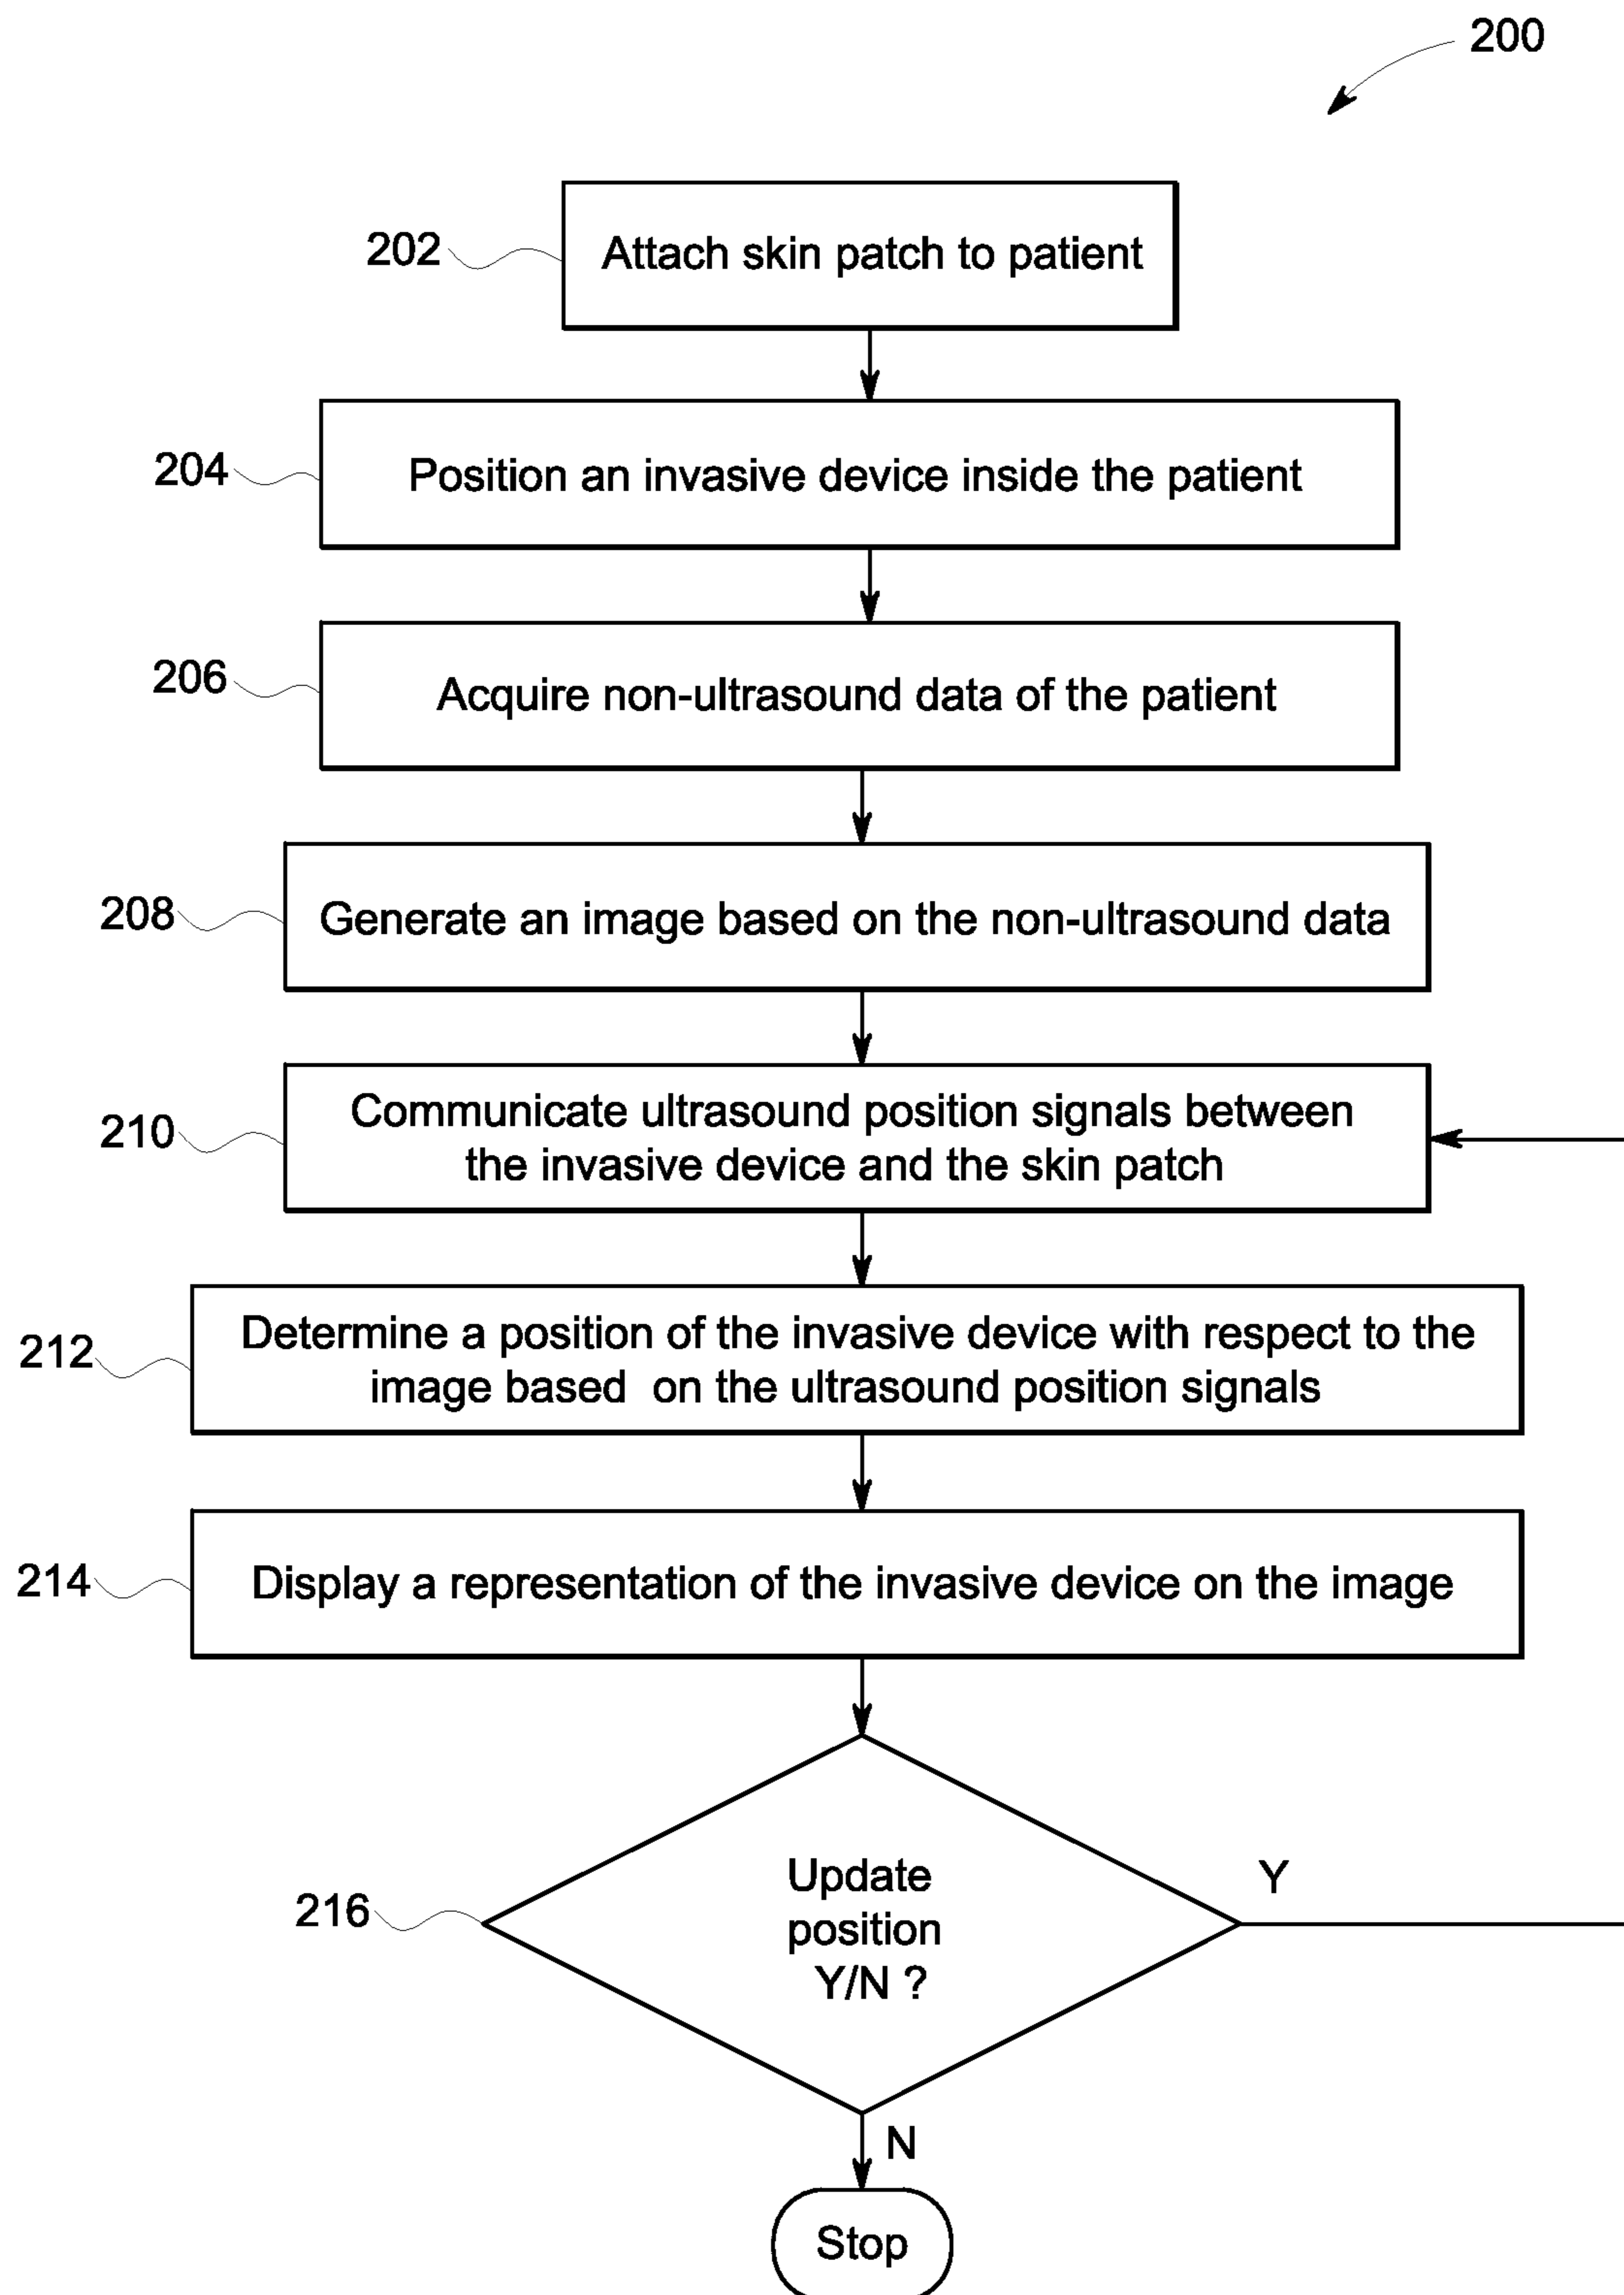 200
202
Attach skin patch to patient
204
Position an invasive device inside the patient
206
Acquire non-ultrasound data of the patient
208
Generate an image based on the non-ultrasound data
210
Communicate ultrasound position signals between
the invasive device and the skin patch
212
Determine a position of the invasive device with respect to the
image based on the ultrasound position signals
214
Display a representation of the invasive device on the image
216
Update
position
Y/N ?
Y
N
Stop